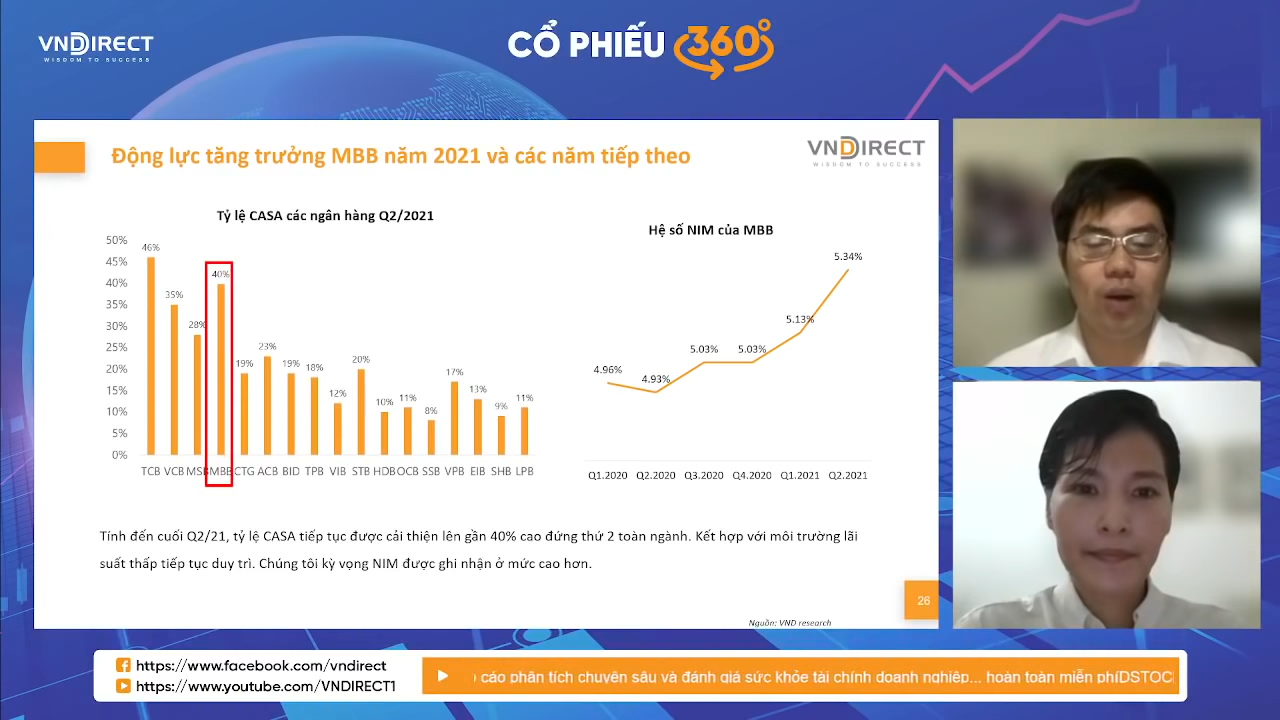 VNDIRECT
WISDOM TO SUCCESS
CỔ PHIẾU 360°
Động lực tăng trưởng MBB năm 2021 và các năm tiếp theo
VNDIRECT
WISDOM TO SUCCESS
Tỷ lệ CASA các ngân hàng Q2/2021
50%
45%
40%
35%
30%
25%
20%
15%
10%
5%
0%
46% 35% 28% 40% 19% 23% 19% 18% 12% 20% 10% 11% 8% 17% 13% 9% 11%
TCB VCB MSB MBB CTG ACB BID TPB VIB STB HDB OCB SSB VPB EIB SHB LPB
Hệ số NIM của MBB
4.96% 4.93% 5.03% 5.03% 5.13% 5.34%
Q1.2020 Q2.2020 Q3.2020 Q4.2020 Q1.2021 Q2.2021
Tính đến cuối Q2/21, tỷ lệ CASA tiếp tục được cải thiện lên gần 40% cao đứng thứ 2 toàn ngành. Kết hợp với môi trường lãi
suất thấp tiếp tục duy trì. Chúng tôi kỳ vọng NIM được ghi nhận ở mức cao hơn.
26
Nguồn: VND research
https://www.facebook.com/vndirect
https://www.youtube.com/VNDIRECT1
cáo phân tích chuyên sâu và đánh giá sức khỏe tài chính doanh nghiệp... hoàn toàn miễn phíDSTOC